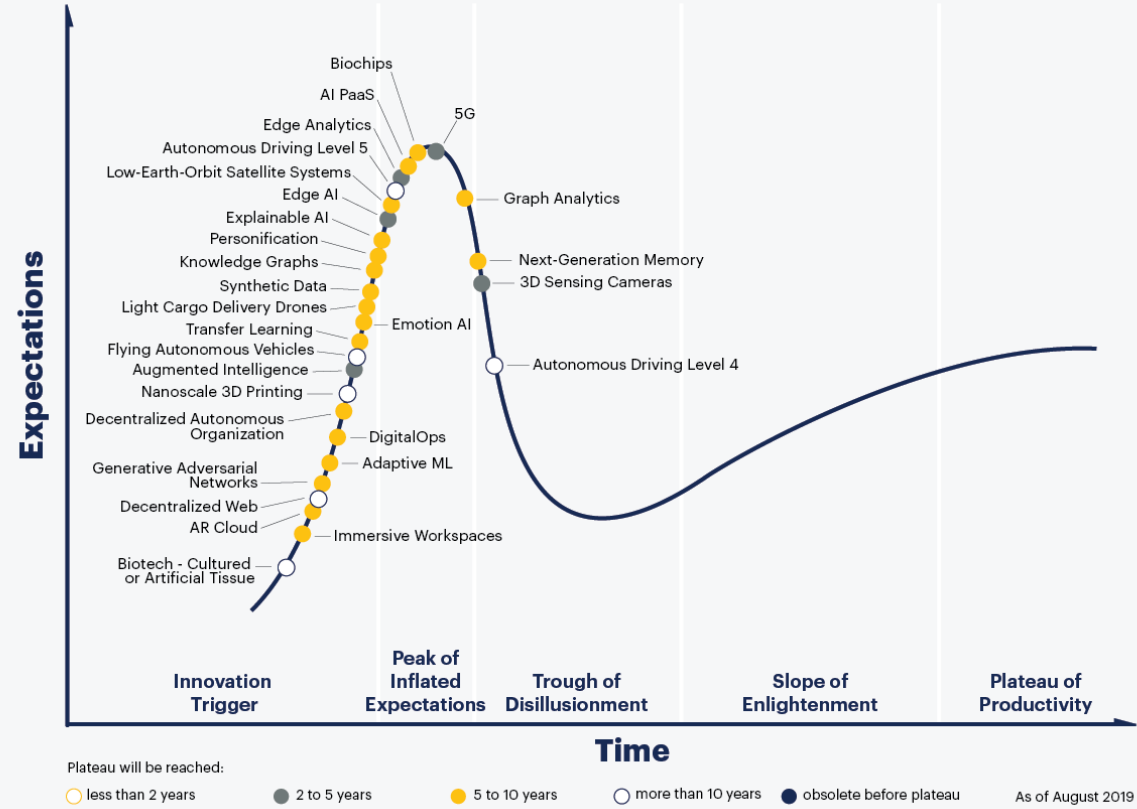 Biochips
AI PaaS
5G
Edge Analytics
Autonomous Driving Level 5
Low-Earth-Orbit Satellite Systems
Edge AI
Graph Analytics
Explainable AI
Personification
Knowledge Graphs
Next-Generation Memory
Synthetic Data
3D Sensing Cameras
Light Cargo Delivery Drones
Emotion AI
Transfer Learning
Flying Autonomous Vehicles
Augmented Intelligence
Autonomous Driving Level 4
Nanoscale 3D Printing
Decentralized Autonomous
Organization
DigitalOps
Adaptive ML
Generative Adversarial
Networks
Decentralized Web
AR Cloud
Immersive Workspaces
Biotech - Cultured
or Artificial Tissue
Expectations
Innovation
Trigger
Peak of
Inflated
Expectations
Trough of
Disillusionment
Slope of
Enlightenment
Plateau of
Productivity
Time
Plateau will be reached:
less than 2 years
2 to 5 years
5 to 10 years
more than 10 years
obsolete before plateau
As of August 2019